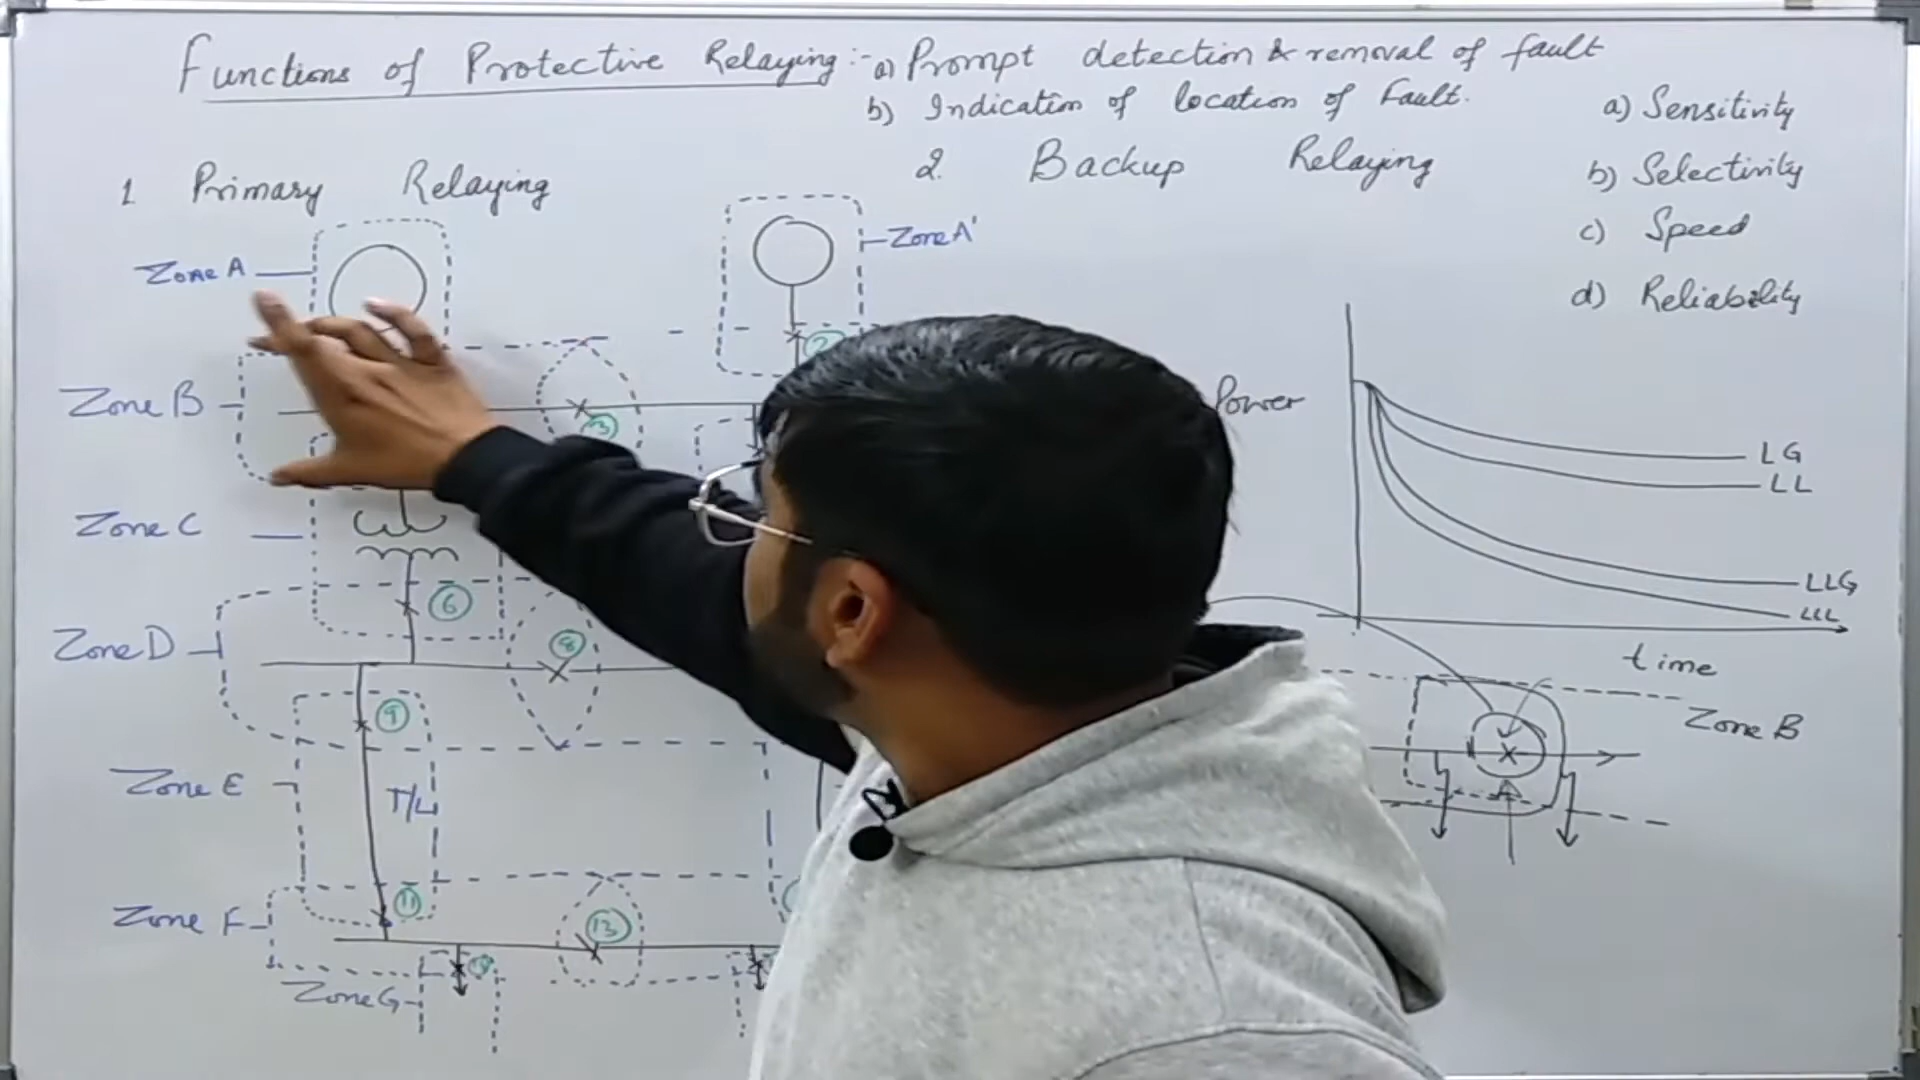 Functions of Protective Relaying :- a) Prompt detection & removal of fault
b) Indication of location of Fault.
a) Sensitivity
b) Selectivity
c) Speed
d) Reliability
1 Primary Relaying
2. Backup Relaying
Zone A
Zone A'
2
Zone B
3
Zone C
6
Zone D
8
9
Zone E
T/L
11
Zone F
13
Zone G
Power
LG
LL
LLG
LLL
time
Zone B